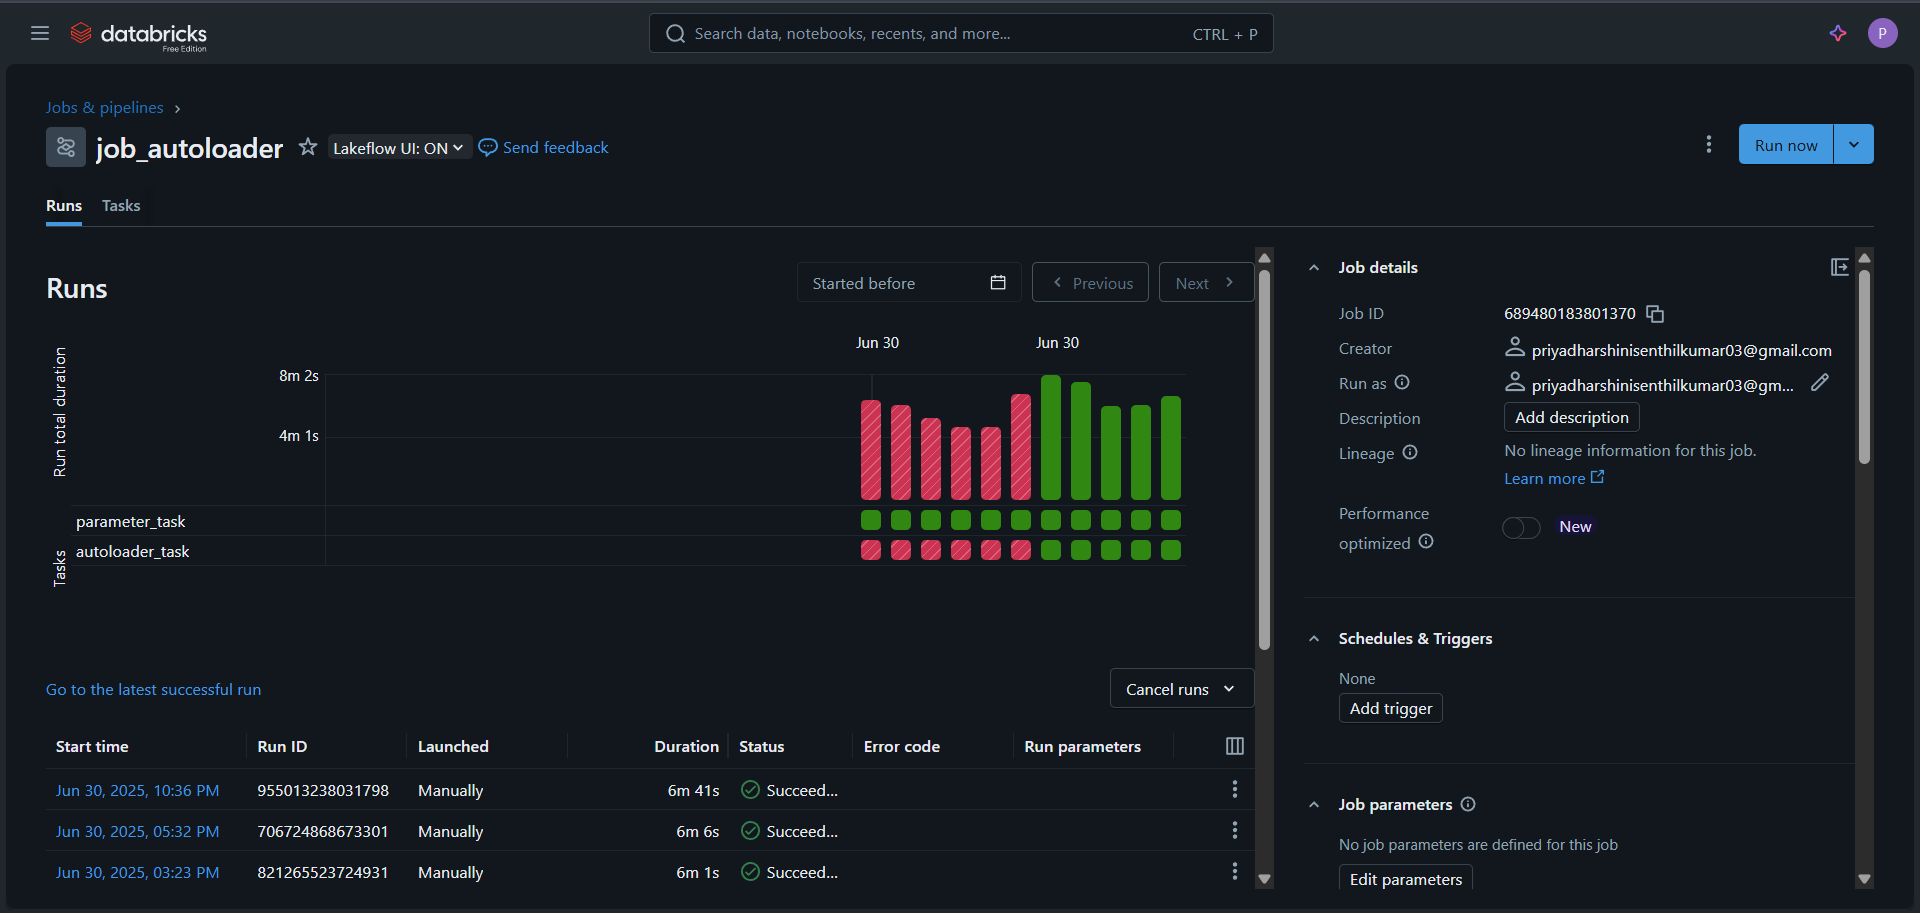 databricks
Free Edition
Search data, notebooks, recents, and more...
CTRL + P
P
Jobs & pipelines
job_autoloader
Lakeflow UI: ON
Send feedback
Run now
Runs
Tasks
Runs
Started before
Previous
Next
Jun 30
Jun 30
Run total duration
8m 2s
4m 1s
Tasks
parameter_task
autoloader_task
Go to the latest successful run
Cancel runs
Start time Run ID Launched Duration Status Error code Run parameters
Jun 30, 2025, 10:36 PM 955013238031798 Manually 6m 41s Succeed...
Jun 30, 2025, 05:32 PM 706724868673301 Manually 6m 6s Succeed...
Jun 30, 2025, 03:23 PM 821265523724931 Manually 6m 1s Succeed...
Job details
Job ID 689480183801370
Creator priyadharshinisenthilkumar03@gmail.com
Run as priyadharshinisenthilkumar03@gm...
Description Add description
Lineage No lineage information for this job.
Learn more
Performance
optimized
New
Schedules & Triggers
None
Add trigger
Job parameters
No job parameters are defined for this job
Edit parameters